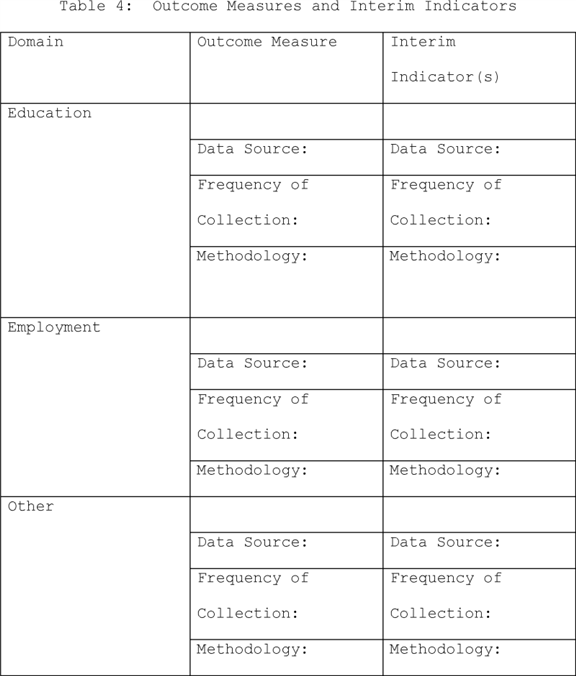 Table 4:  Outcome Measures and Interim Indicators
Domain
Outcome Measure
Interim
Indicator(s)
Education
Data Source:
Data Source:
Frequency of
Collection:
Frequency of
Collection:
Methodology:
Methodology:
Employment
Data Source:
Data Source:
Frequency of
Collection:
Frequency of
Collection:
Methodology:
Methodology:
Other
Data Source:
Data Source:
Frequency of
Collection:
Frequency of
Collection:
Methodology:
Methodology: